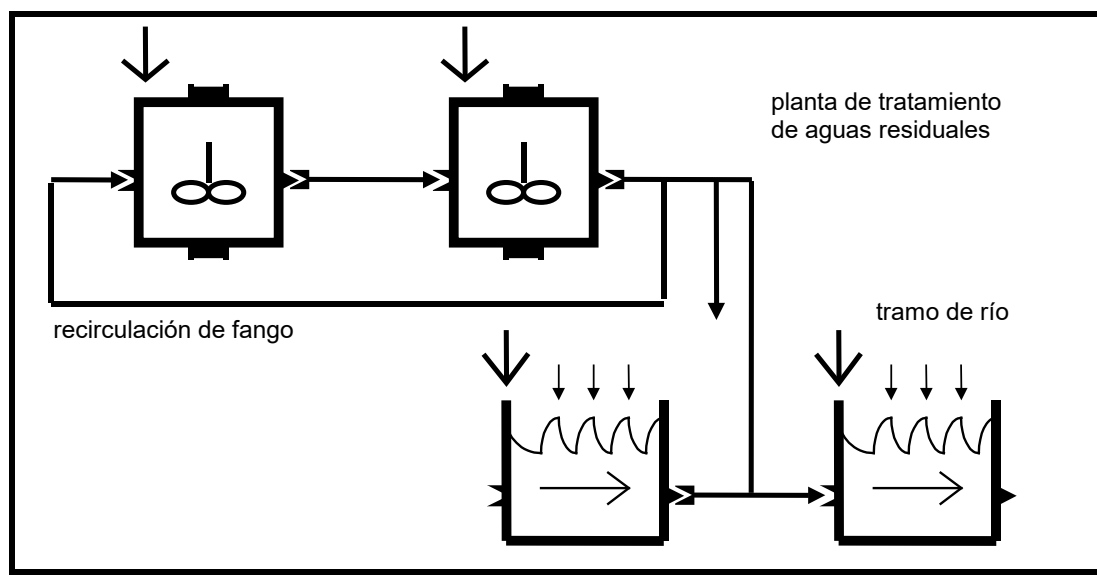 planta de tratamiento
de aguas residuales
recirculación de fango
tramo de río